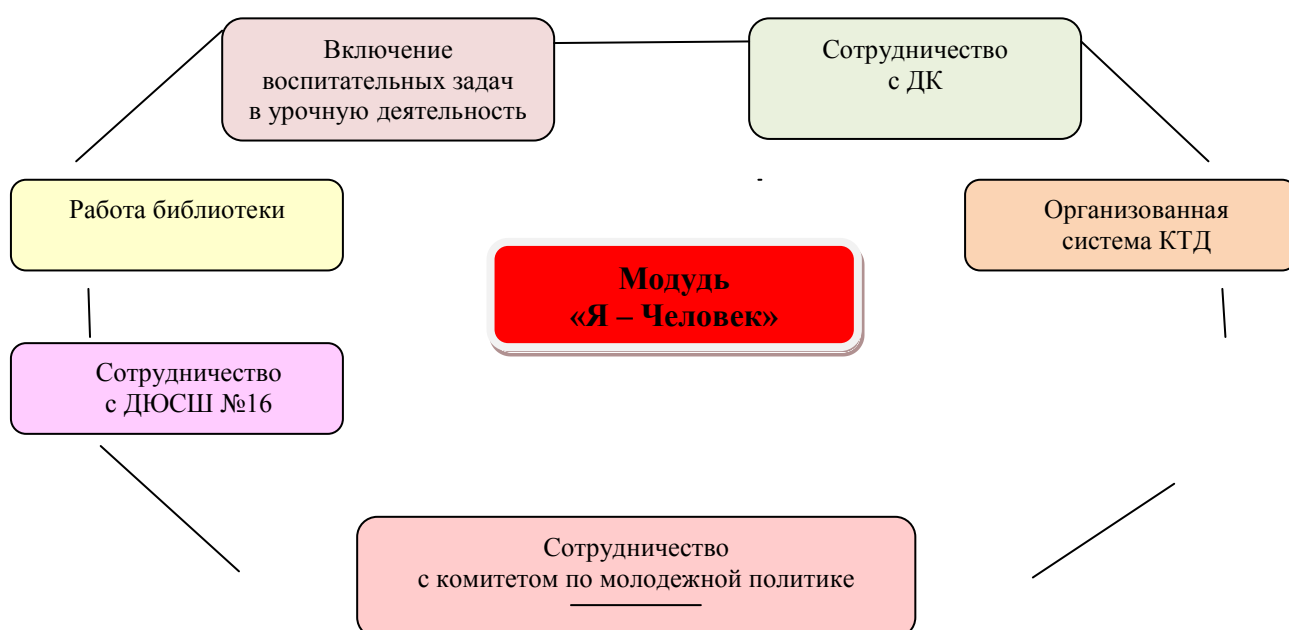 Включение
воспитательных задач
в урочную деятельность
Сотрудничество
с ДК
Работа библиотеки
Организованная
система КТД
Модудь
«Я – Человек»
Сотрудничество
с ДЮСШ №16
Сотрудничество
с комитетом по молодежной политике